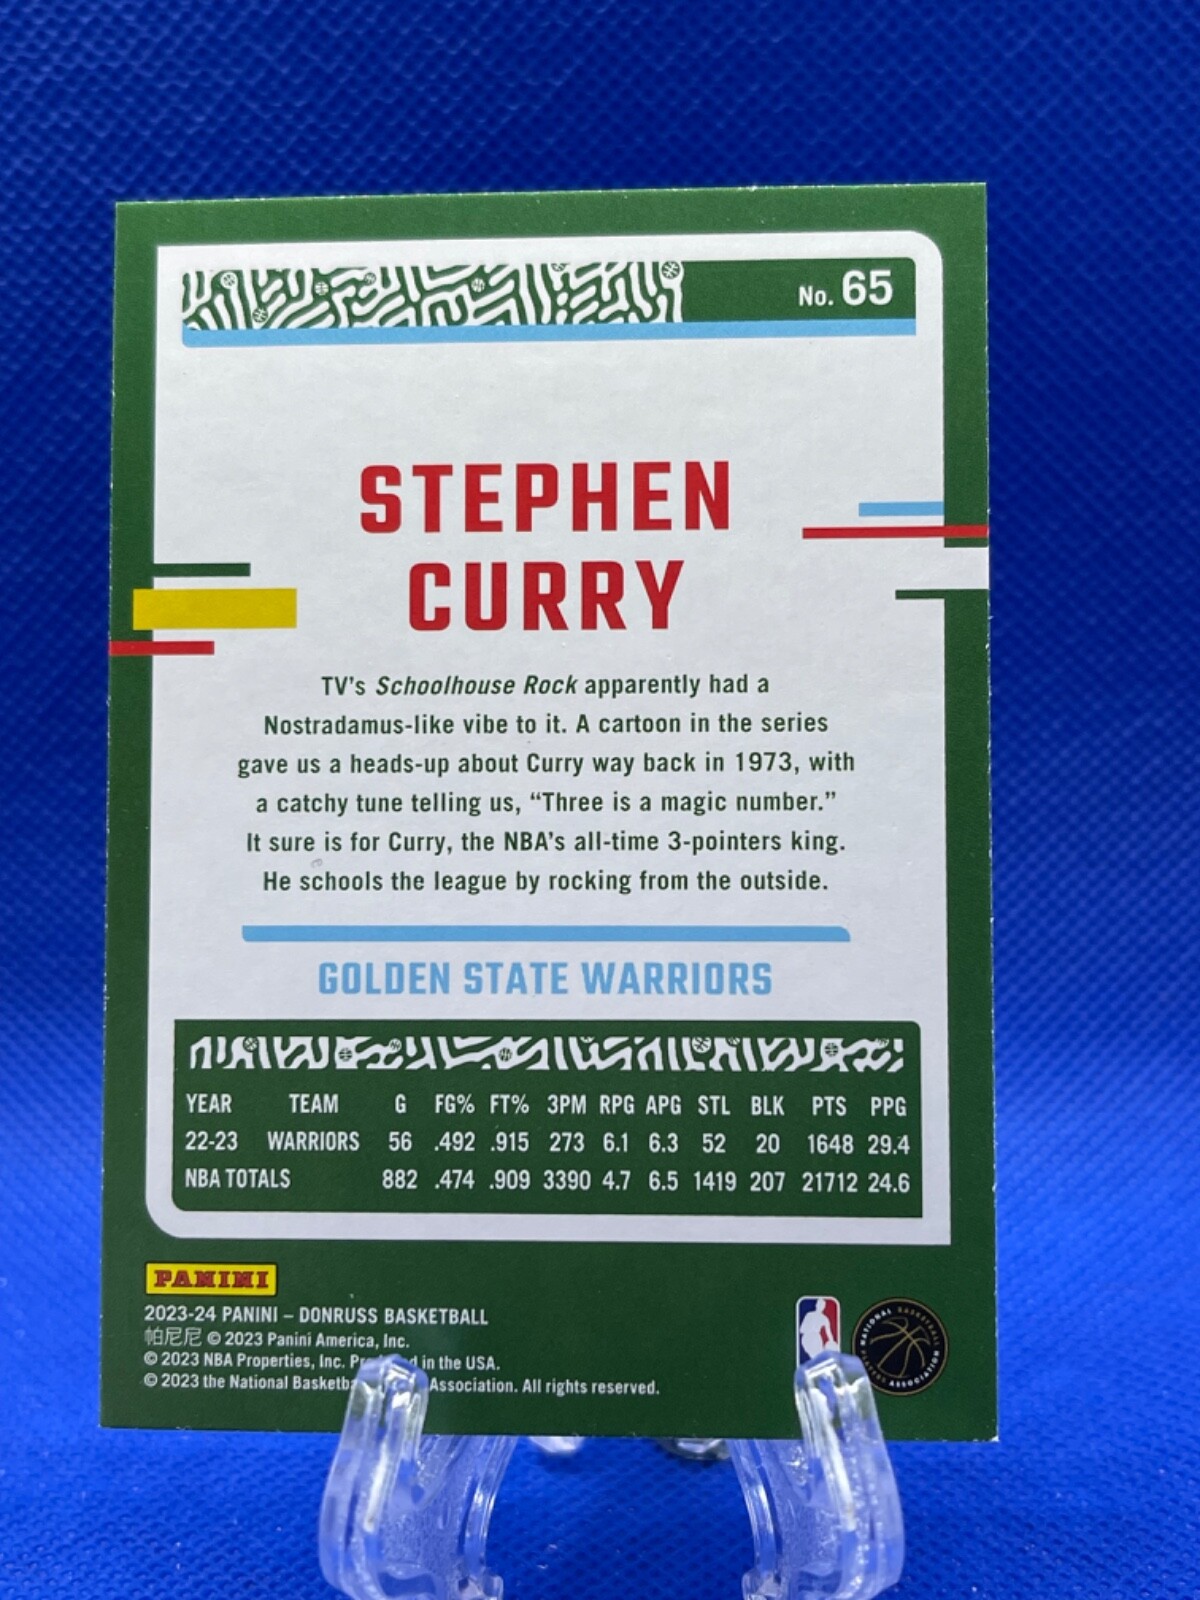 No. 65
STEPHEN
CURRY
TV's Schoolhouse Rock apparently had a
Nostradamus-like vibe to it. A cartoon in the series
gave us a heads-up about Curry way back in 1973, with
a catchy tune telling us, “Three is a magic number.”
It sure is for Curry, the NBA's all-time 3-pointers king.
He schools the league by rocking from the outside.
GOLDEN STATE WARRIORS
YEAR TEAM G FG% FT% 3PM RPG APG STL BLK PTS PPG
22-23 WARRIORS 56 .492 .915 273 6.1 6.3 52 20 1648 29.4
NBA TOTALS 882 .474 .909 3390 4.7 6.5 1419 207 21712 24.6
PANINI
2023-24 PANINI – DONRUSS BASKETBALL
帕尼尼 © 2023 Panini America, Inc.
© 2023 NBA Properties, Inc. in the USA.
© 2023 the National Association. All rights reserved.
NATIONAL BASKETBALL PLAYERS ASSOCIATION